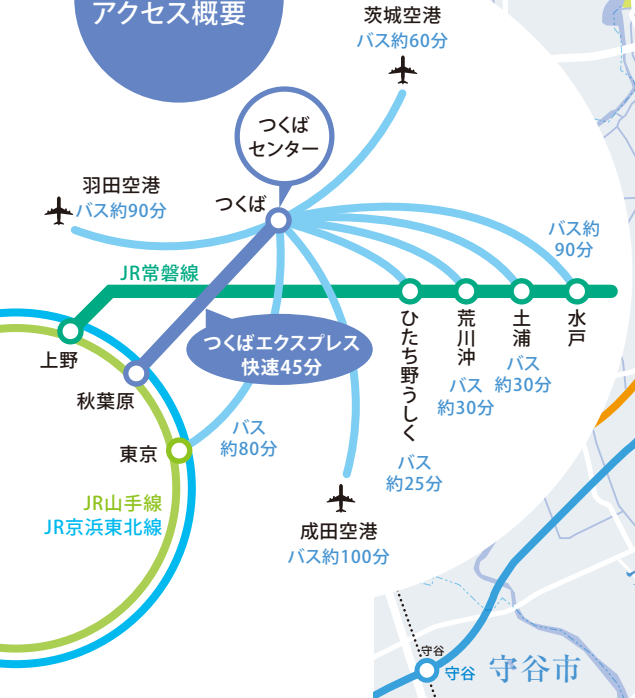 アクセス概要
茨城空港
バス約60分
つくば
センター
羽田空港
バス約90分
つくば
バス約
90分
JR常磐線
つくばエクスプレス
快速45分
上野
秋葉原
東京
バス
約80分
ひたち野うしく
バス
約25分
荒川沖
バス
約30分
土浦
バス
約30分
水戸
JR山手線
JR京浜東北線
成田空港
バス約100分
守谷
守谷
守谷市